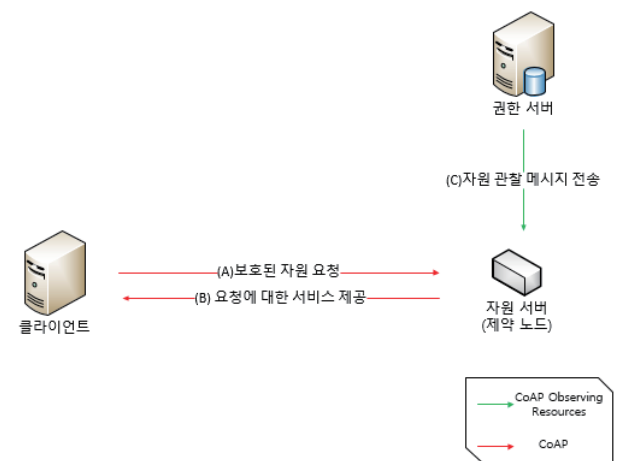 권한 서버
(C)자원 관찰 메시지 전송
(A)보호된 자원 요청
(B) 요청에 대한 서비스 제공
클라이언트
자원 서버
(제약 노드)
CoAP Observing
Resources
CoAP